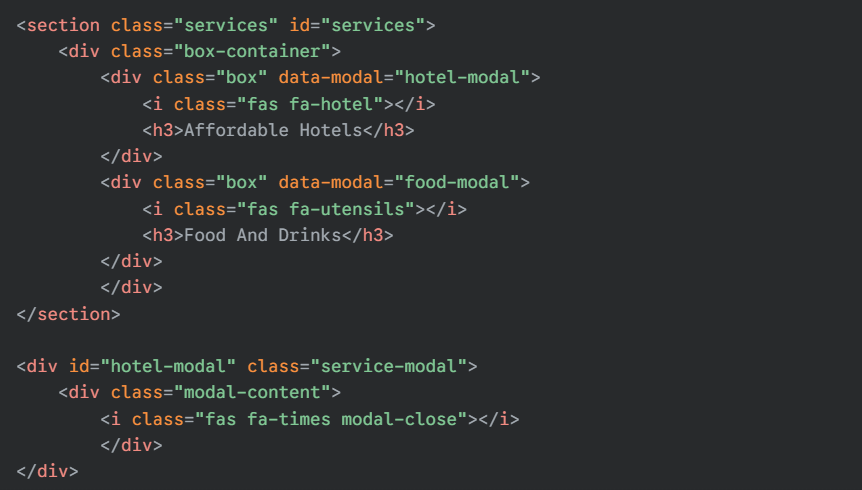 <section class="services" id="services">
    <div class="box-container">
        <div class="box" data-modal="hotel-modal">
            <i class="fas fa-hotel"></i>
            <h3>Affordable Hotels</h3>
        </div>
        <div class="box" data-modal="food-modal">
            <i class="fas fa-utensils"></i>
            <h3>Food And Drinks</h3>
        </div>
        </div>
</section>

<div id="hotel-modal" class="service-modal">
    <div class="modal-content">
        <i class="fas fa-times modal-close"></i>
        </div>
</div>